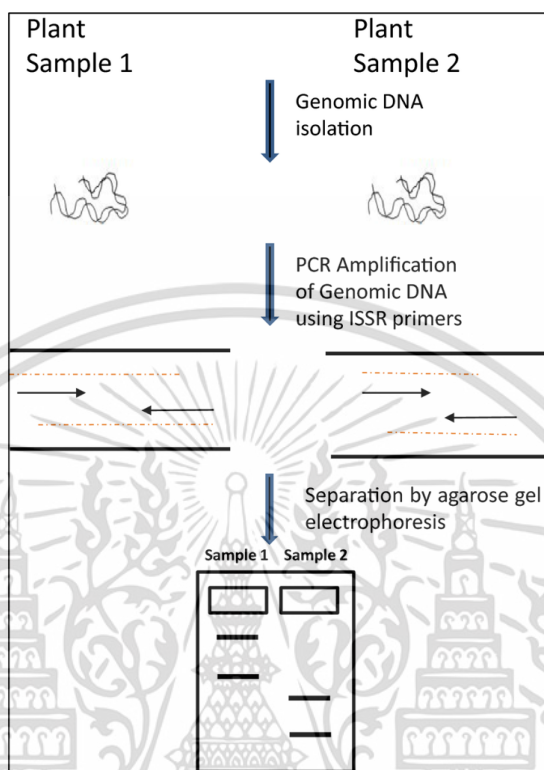 Plant
Sample 1
Plant
Sample 2
Genomic DNA
isolation
PCR Amplification
of Genomic DNA
using ISSR primers
Separation by agarose gel
electrophoresis
Sample 1 Sample 2